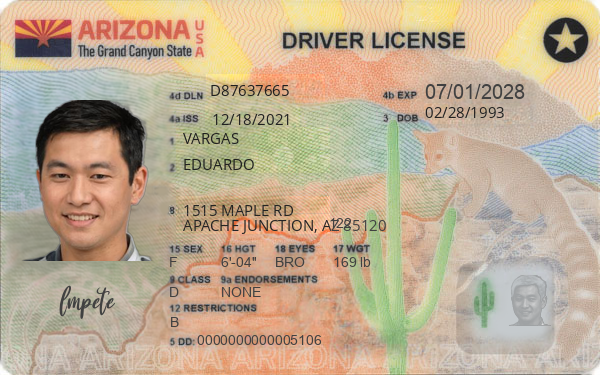 ARIZONA USA
The Grand Canyon State
DRIVER LICENSE
4d DLN D87637665
4b EXP 07/01/2028
4a ISS 12/18/2021
3 DOB 02/28/1993
1 VARGAS
2 EDUARDO
8 1515 MAPLE RD
APACHE JUNCTION, AZ 85120
15 SEX F
16 HGT 6'-04"
18 EYES BRO
17 WGT 169 lb
9 CLASS D
9a ENDORSEMENTS NONE
12 RESTRICTIONS
B
5 DD: 0000000000005106
ARIZONA ARIZONA ARIZONA ARIZONA